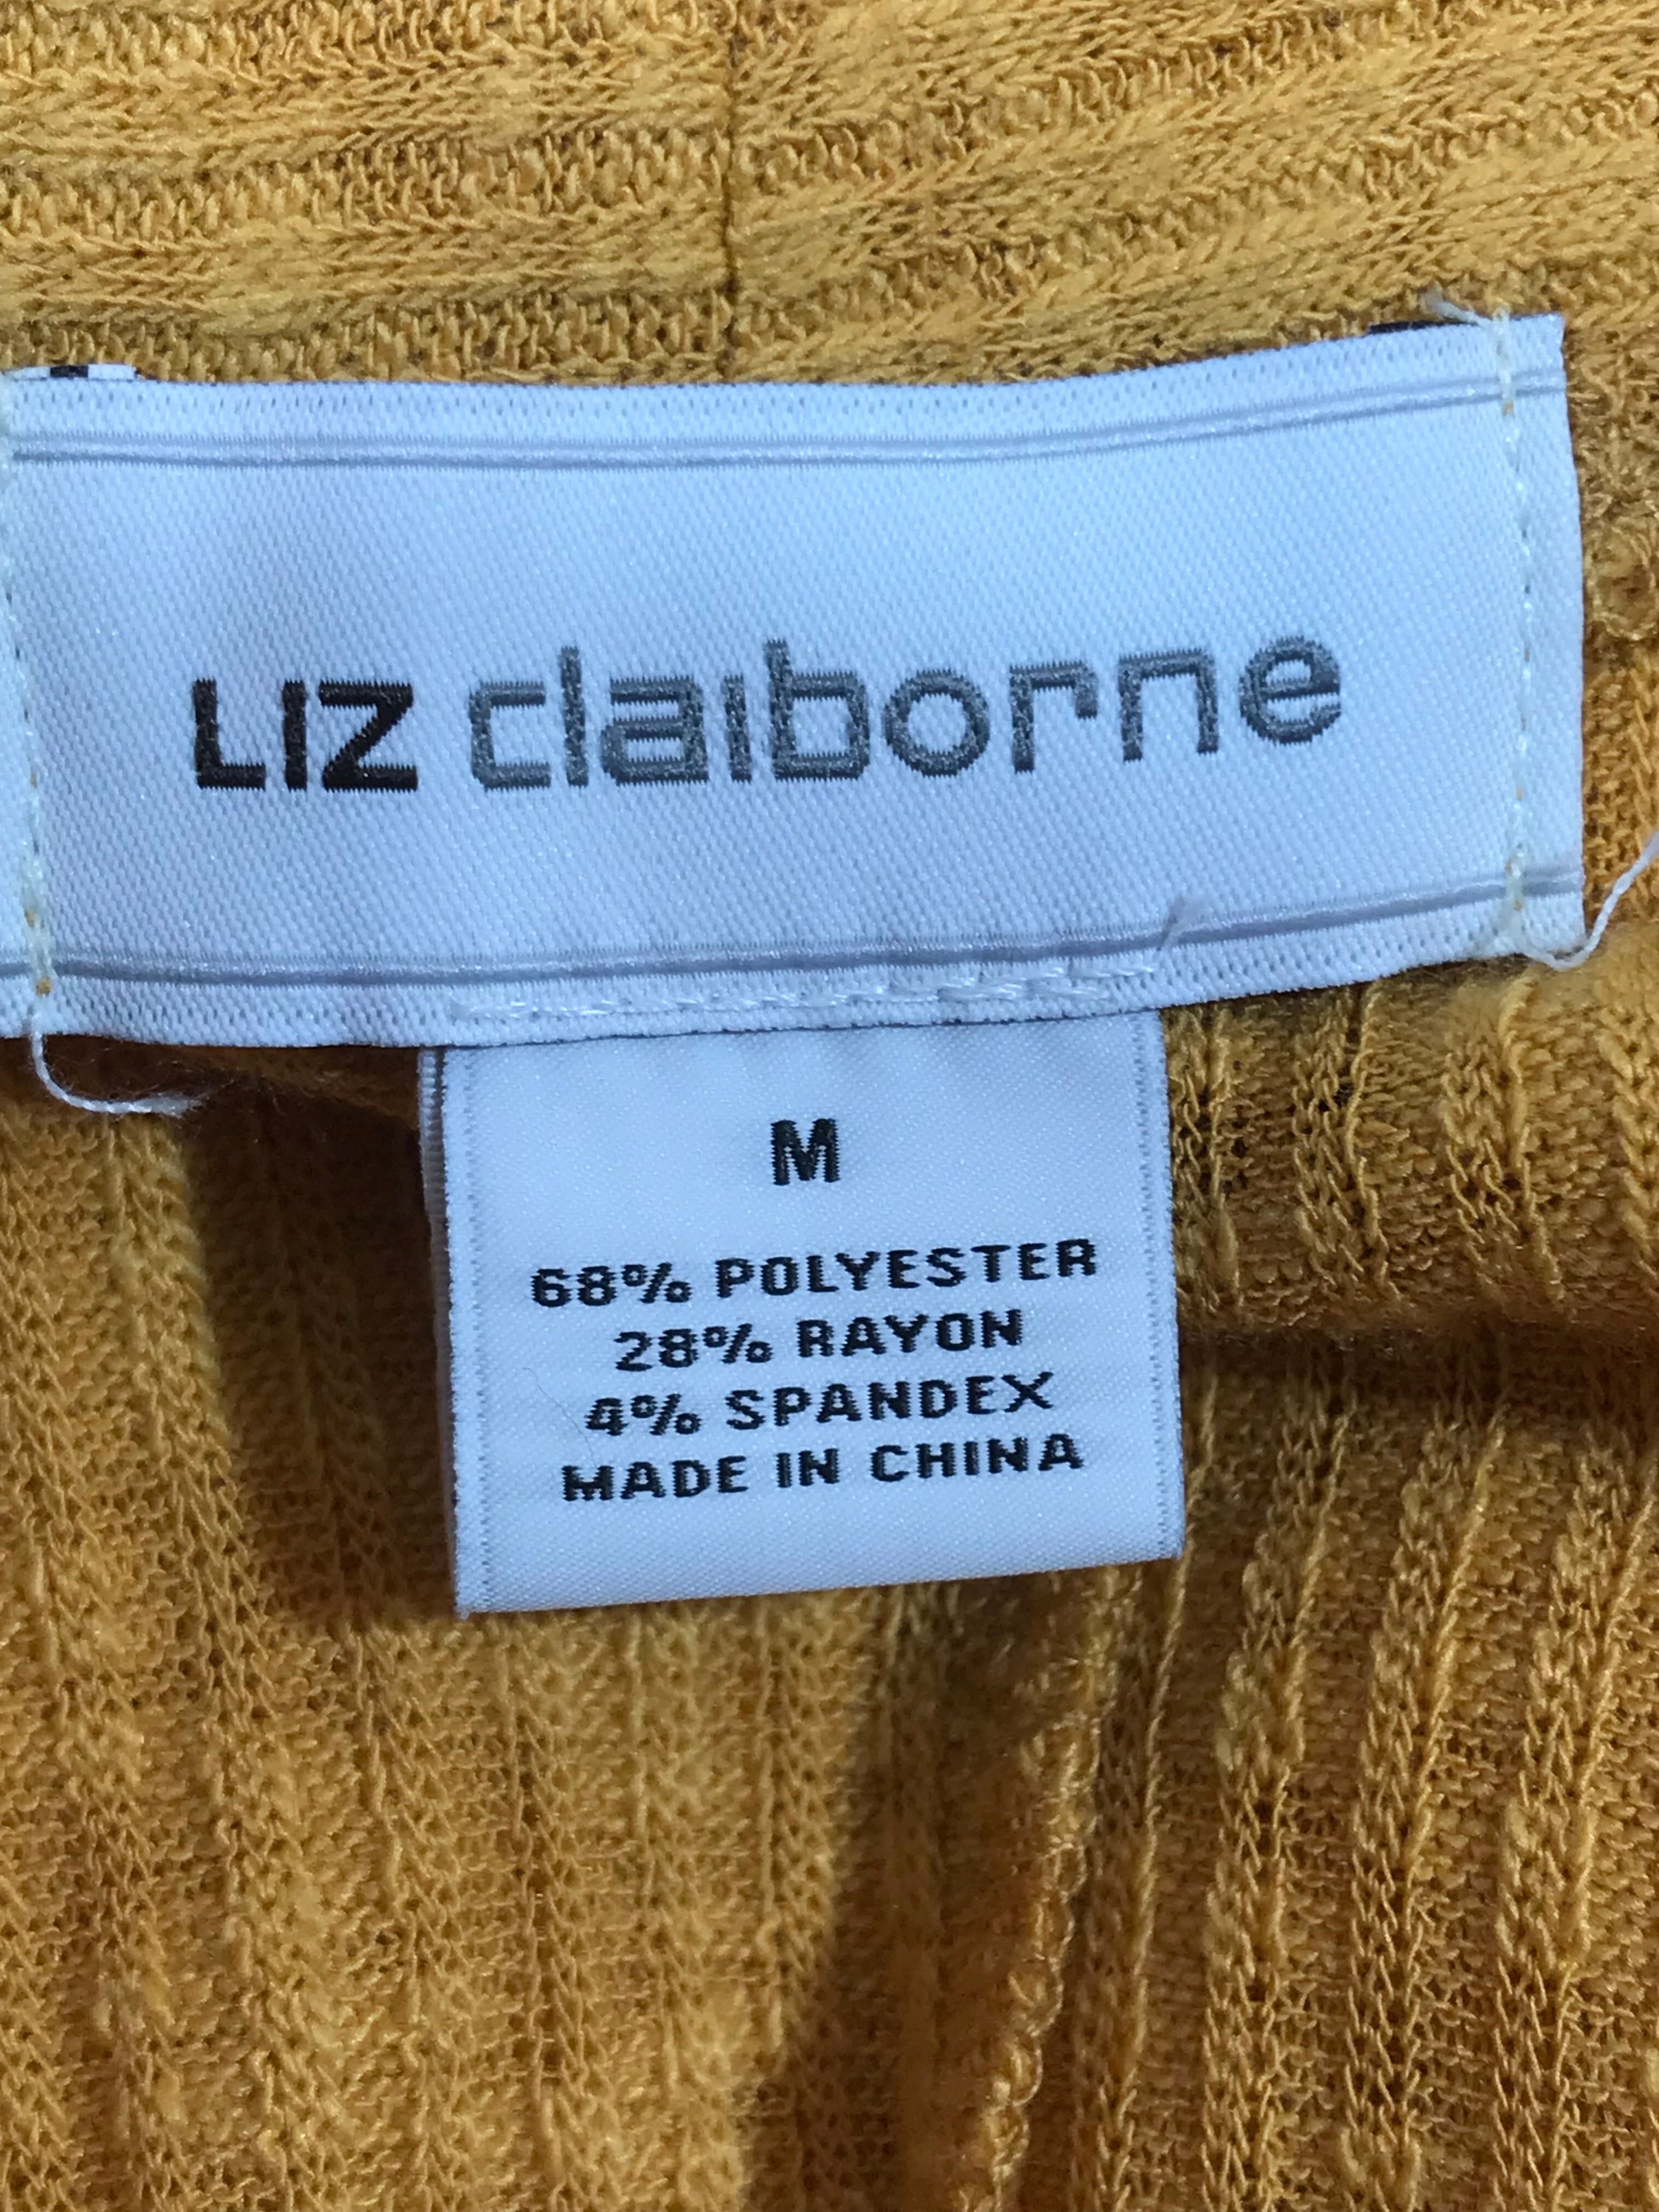 LIZ claiborne
M
68% POLYESTER
28% RAYON
4% SPANDEX
MADE IN CHINA